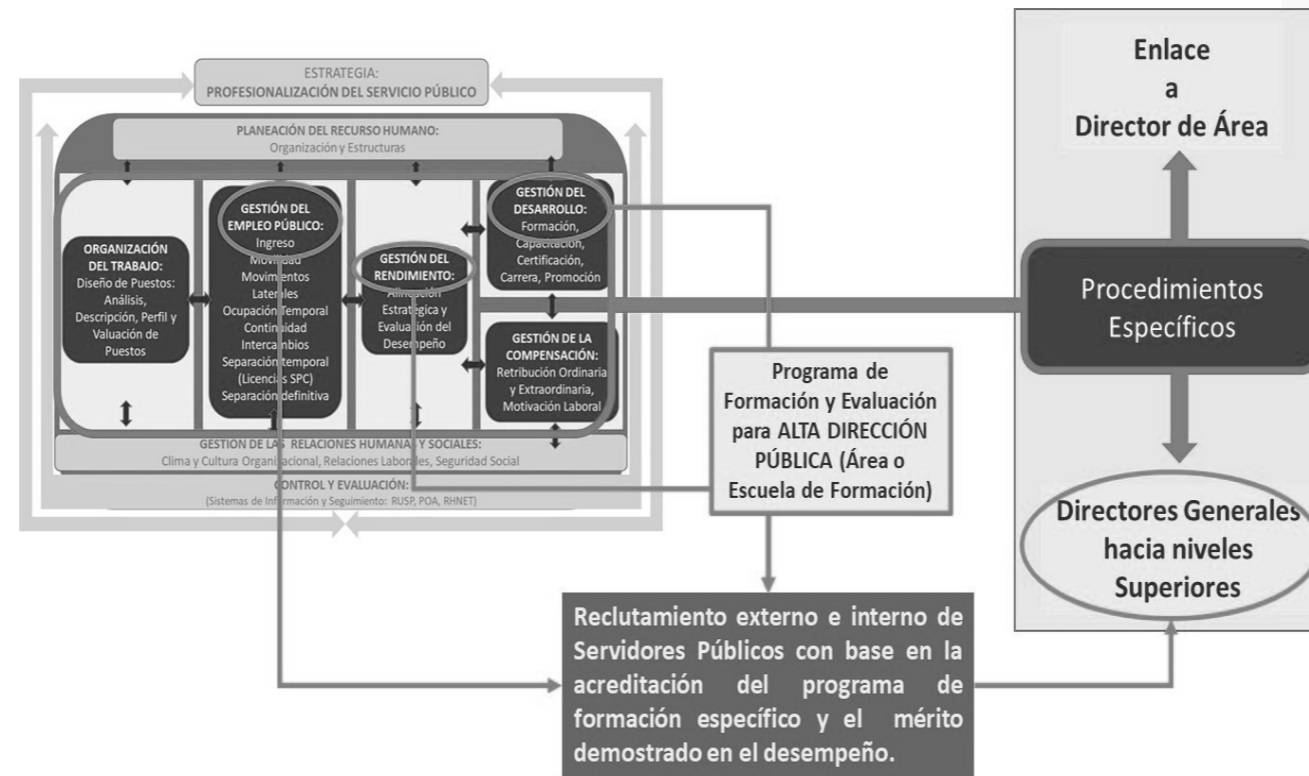 ESTRATEGIA:
PROFESIONALIZACIÓN DEL SERVICIO PÚBLICO
PLANEACIÓN DEL RECURSO HUMANO:
Organización y Estructuras
ORGANIZACIÓN
DEL TRABAJO:
Diseño de Puestos:
Análisis,
Descripción, Perfil y
Valuación de
Puestos
GESTIÓN DEL
EMPLEO PÚBLICO:
Ingreso
Movilidad
Movimientos
Laterales
Ocupación Temporal
Continuidad
Intercambios
Separación temporal
(Licencias SPC)
Separación definitiva
GESTIÓN DEL
RENDIMIENTO:
Alineación
Estratégica y
Evaluación del
Desempeño
GESTIÓN DEL
DESARROLLO:
Formación,
Capacitación,
Certificación,
Carrera, Promoción
GESTIÓN DE LA
COMPENSACIÓN:
Retribución Ordinaria
y Extraordinaria,
Motivación Laboral
GESTIÓN DE LAS RELACIONES HUMANAS Y SOCIALES:
Clima y Cultura Organizacional, Relaciones Laborales, Seguridad Social
CONTROL Y EVALUACIÓN:
(Sistemas de Información y Seguimiento: RUSP, POA, RHNET)
Programa de
Formación y Evaluación
para ALTA DIRECCIÓN
PÚBLICA (Área o
Escuela de Formación)
Reclutamiento externo e interno de
Servidores Públicos con base en la
acreditación del programa de
formación específico y el mérito
demostrado en el desempeño.
Enlace
a
Director de Área
Procedimientos
Específicos
Directores Generales
hacia niveles
Superiores